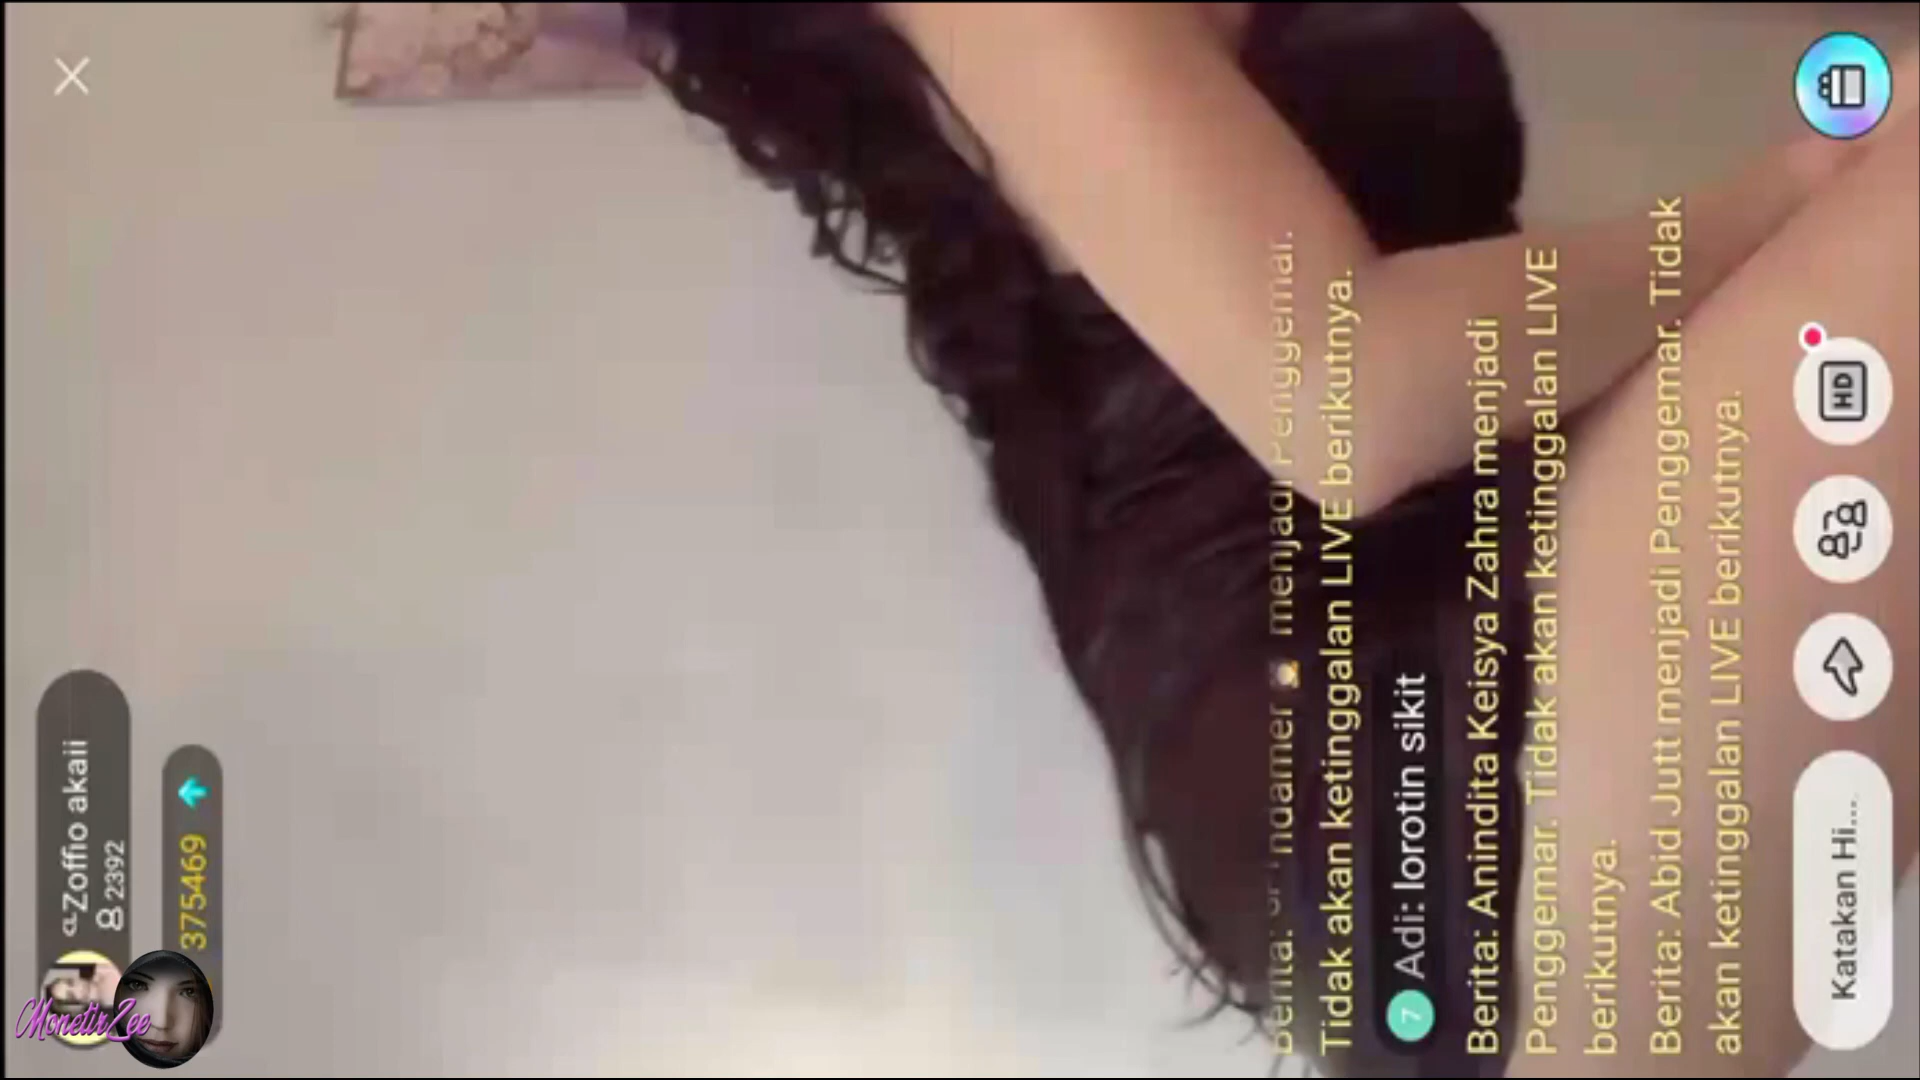 Zoffio akaii
2392
375469
Berita: menjadi Penggemar.
Tidak akan ketinggalan LIVE berikutnya.
7 Adi: lorotin sikit
Berita: Anindita Keisya Zahra menjadi
Penggemar. Tidak akan ketinggalan LIVE
berikutnya.
Berita: Abid Jutt menjadi Penggemar. Tidak
akan ketinggalan LIVE berikutnya.
Katakan Hi...
HD
MonetirZee